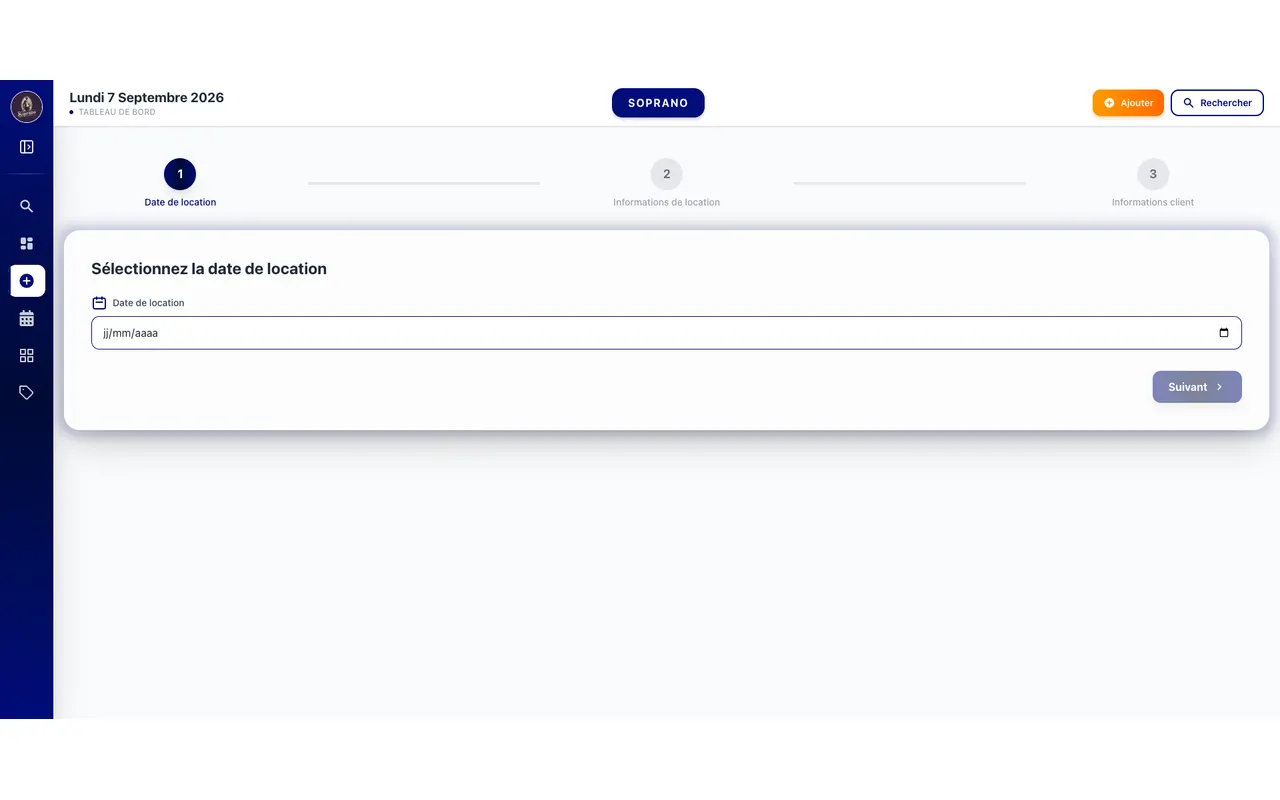 Lundi 7 Septembre 2026
TABLEAU DE BORD
SOPRANO
Ajouter
Rechercher
1
Date de location
2
Informations de location
3
Informations client
Sélectionnez la date de location
Date de location
jj/mm/aaaa
Suivant